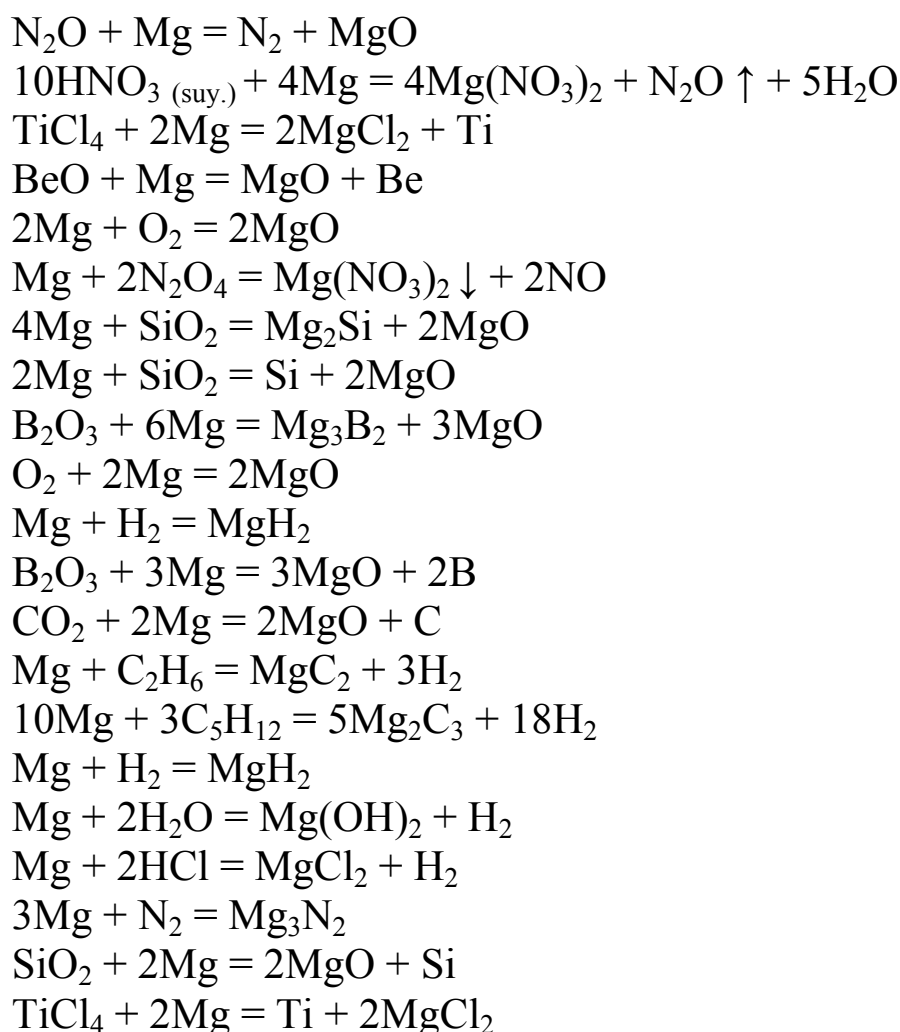 N₂O + Mg = N₂ + MgO
10HNO₃ (suy.) + 4Mg = 4Mg(NO₃)₂ + N₂O ↑ + 5H₂O
TiCl₄ + 2Mg = 2MgCl₂ + Ti
BeO + Mg = MgO + Be
2Mg + O₂ = 2MgO
Mg + 2N₂O₄ = Mg(NO₃)₂ ↓ + 2NO
4Mg + SiO₂ = Mg₂Si + 2MgO
2Mg + SiO₂ = Si + 2MgO
B₂O₃ + 6Mg = Mg₃B₂ + 3MgO
O₂ + 2Mg = 2MgO
Mg + H₂ = MgH₂
B₂O₃ + 3Mg = 3MgO + 2B
CO₂ + 2Mg = 2MgO + C
Mg + C₂H₆ = MgC₂ + 3H₂
10Mg + 3C₅H₁₂ = 5Mg₂C₃ + 18H₂
Mg + H₂ = MgH₂
Mg + 2H₂O = Mg(OH)₂ + H₂
Mg + 2HCl = MgCl₂ + H₂
3Mg + N₂ = Mg₃N₂
SiO₂ + 2Mg = 2MgO + Si
TiCl₄ + 2Mg = Ti + 2MgCl₂